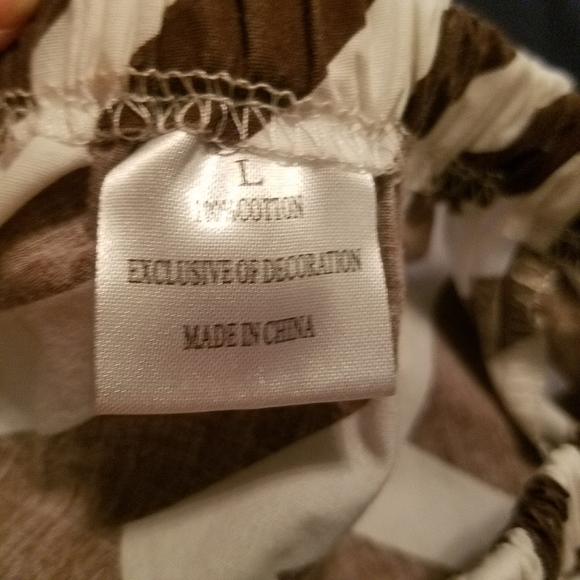 L
100%COTTON
EXCLUSIVE OF DECORATION
MADE IN CHINA